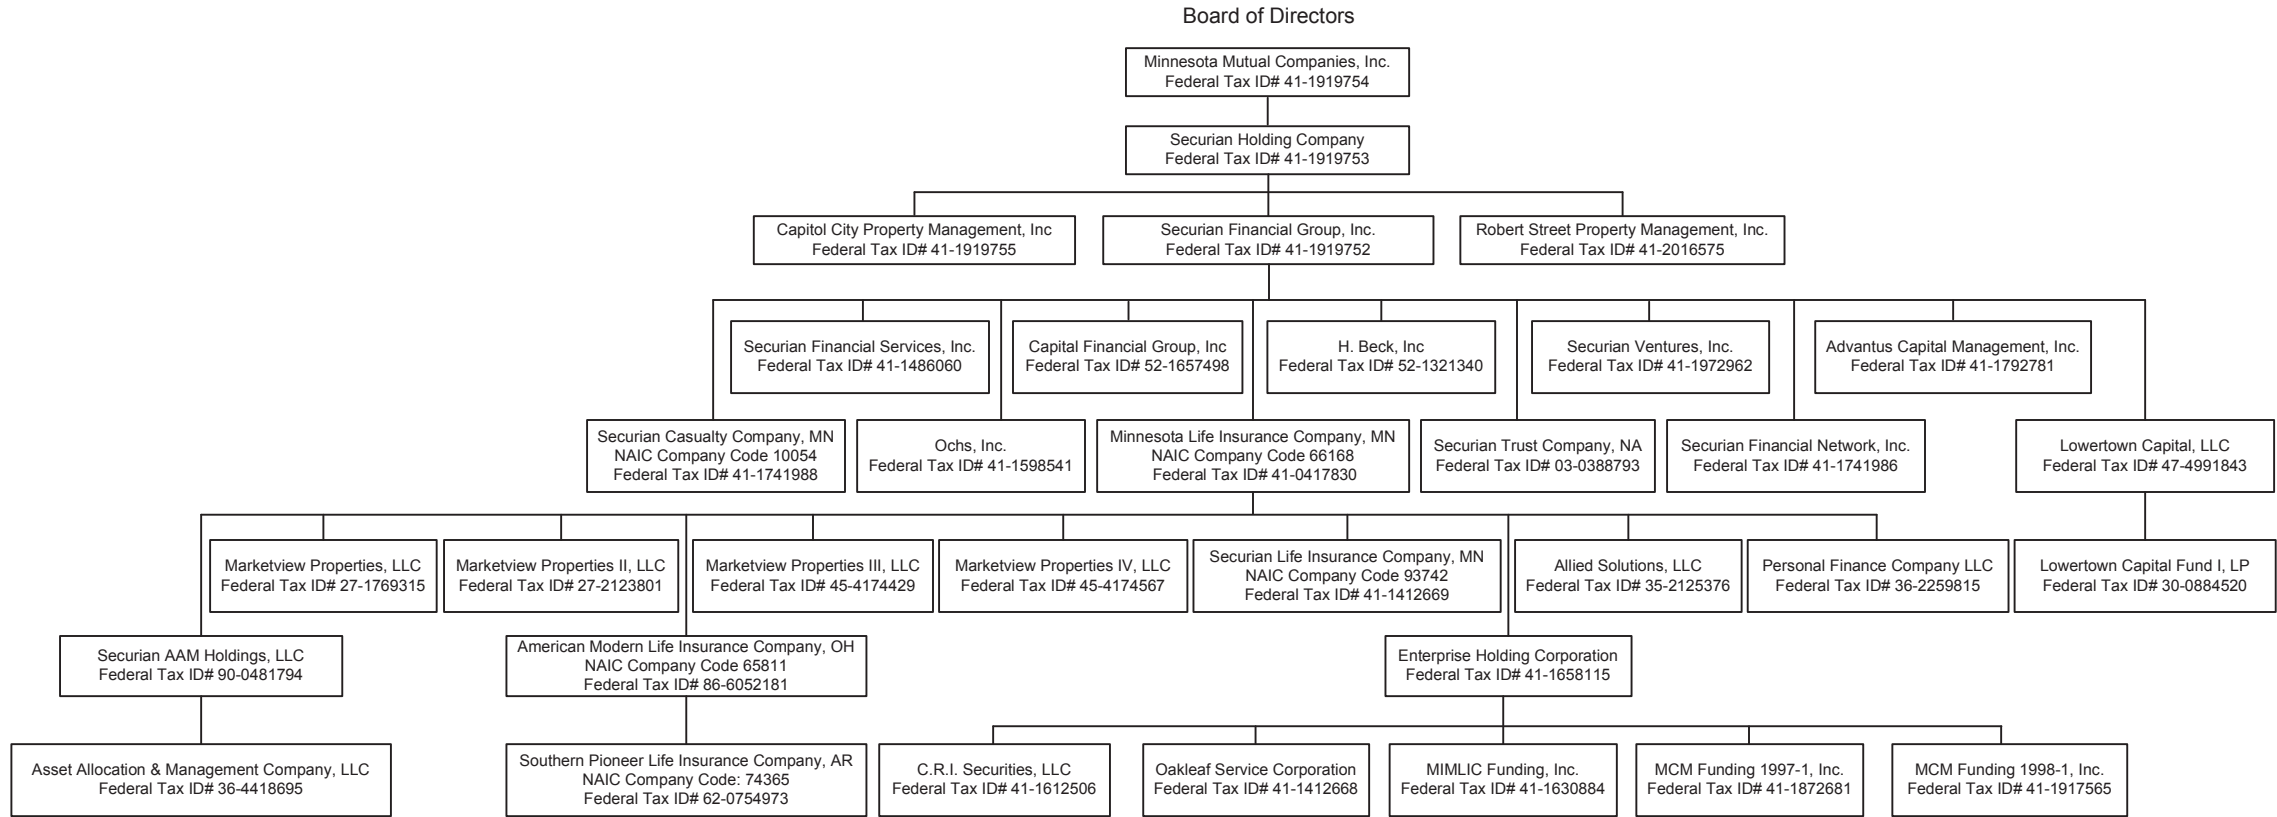 Board of Directors
Minnesota Mutual Companies, Inc.
Federal Tax ID# 41-1919754
Securian Holding Company
Federal Tax ID# 41-1919753
Capitol City Property Management, Inc
Federal Tax ID# 41-1919755
Securian Financial Group, Inc.
Federal Tax ID# 41-1919752
Robert Street Property Management, Inc.
Federal Tax ID# 41-2016575
Securian Financial Services, Inc.
Federal Tax ID# 41-1486060
Capital Financial Group, Inc
Federal Tax ID# 52-1657498
H. Beck, Inc
Federal Tax ID# 52-1321340
Securian Ventures, Inc.
Federal Tax ID# 41-1972962
Advantus Capital Management, Inc.
Federal Tax ID# 41-1792781
Securian Casualty Company, MN
NAIC Company Code 10054
Federal Tax ID# 41-1741988
Ochs, Inc.
Federal Tax ID# 41-1598541
Minnesota Life Insurance Company, MN
NAIC Company Code 66168
Federal Tax ID# 41-0417830
Securian Trust Company, NA
Federal Tax ID# 03-0388793
Securian Financial Network, Inc.
Federal Tax ID# 41-1741986
Lowertown Capital, LLC
Federal Tax ID# 47-4991843
Marketview Properties, LLC
Federal Tax ID# 27-1769315
Marketview Properties II, LLC
Federal Tax ID# 27-2123801
Marketview Properties III, LLC
Federal Tax ID# 45-4174429
Marketview Properties IV, LLC
Federal Tax ID# 45-4174567
Securian Life Insurance Company, MN
NAIC Company Code 93742
Federal Tax ID# 41-1412669
Allied Solutions, LLC
Federal Tax ID# 35-2125376
Personal Finance Company LLC
Federal Tax ID# 36-2259815
Lowertown Capital Fund I, LP
Federal Tax ID# 30-0884520
Securian AAM Holdings, LLC
Federal Tax ID# 90-0481794
American Modern Life Insurance Company, OH
NAIC Company Code 65811
Federal Tax ID# 86-6052181
Enterprise Holding Corporation
Federal Tax ID# 41-1658115
Asset Allocation & Management Company, LLC
Federal Tax ID# 36-4418695
Southern Pioneer Life Insurance Company, AR
NAIC Company Code: 74365
Federal Tax ID# 62-0754973
C.R.I. Securities, LLC
Federal Tax ID# 41-1612506
Oakleaf Service Corporation
Federal Tax ID# 41-1412668
MIMLIC Funding, Inc.
Federal Tax ID# 41-1630884
MCM Funding 1997-1, Inc.
Federal Tax ID# 41-1872681
MCM Funding 1998-1, Inc.
Federal Tax ID# 41-1917565